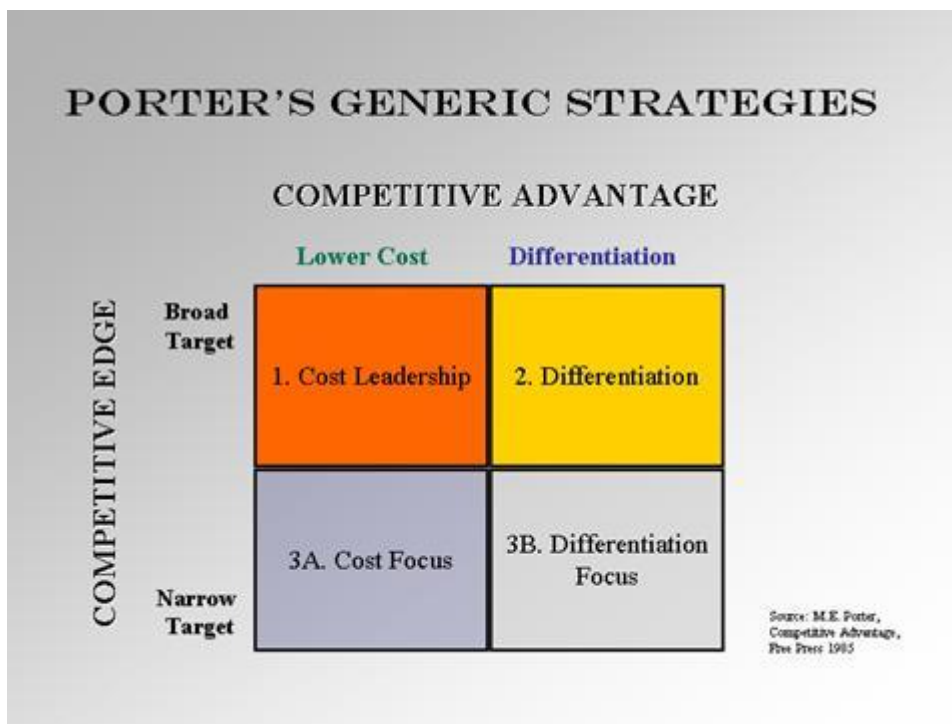 PORTER'S GENERIC STRATEGIES
COMPETITIVE ADVANTAGE
Lower Cost
Differentiation
COMPETITIVE EDGE
Broad
Target
1. Cost Leadership
2. Differentiation
3A. Cost Focus
3B. Differentiation
Focus
Narrow
Target
Source: M.E. Porter,
Competitive Advantage,
Free Press 1985